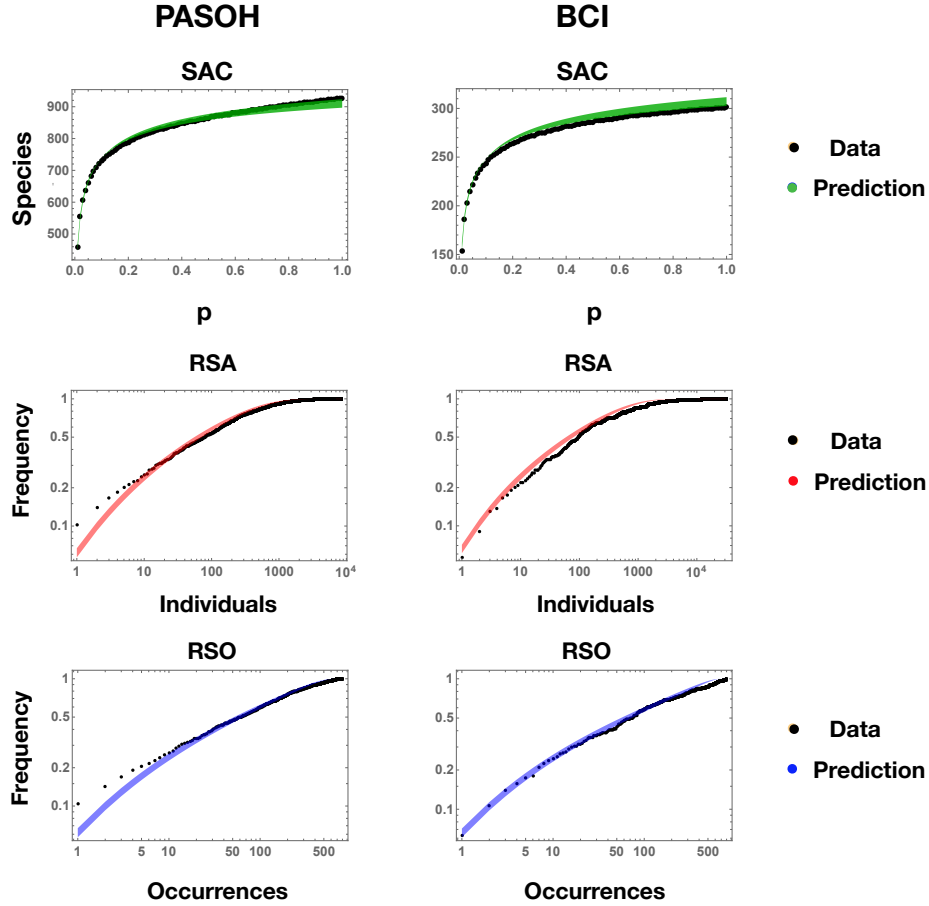 PASOH BCI
SAC SAC
900
800
700
600
500
Species
0.0 0.2 0.4 0.6 0.8 1.0
p
300
250
200
150
0.0 0.2 0.4 0.6 0.8 1.0
p
Data
Prediction
RSA RSA
1
0.5
0.2
0.1
Frequency
1 10 100 1000 10⁴
Individuals
1
0.5
0.2
0.1
1 10 100 1000 10⁴
Individuals
Data
Prediction
RSO RSO
1
0.5
0.2
0.1
Frequency
1 5 10 50 100 500
Occurrences
1
0.5
0.2
0.1
1 5 10 50 100 500
Occurrences
Data
Prediction